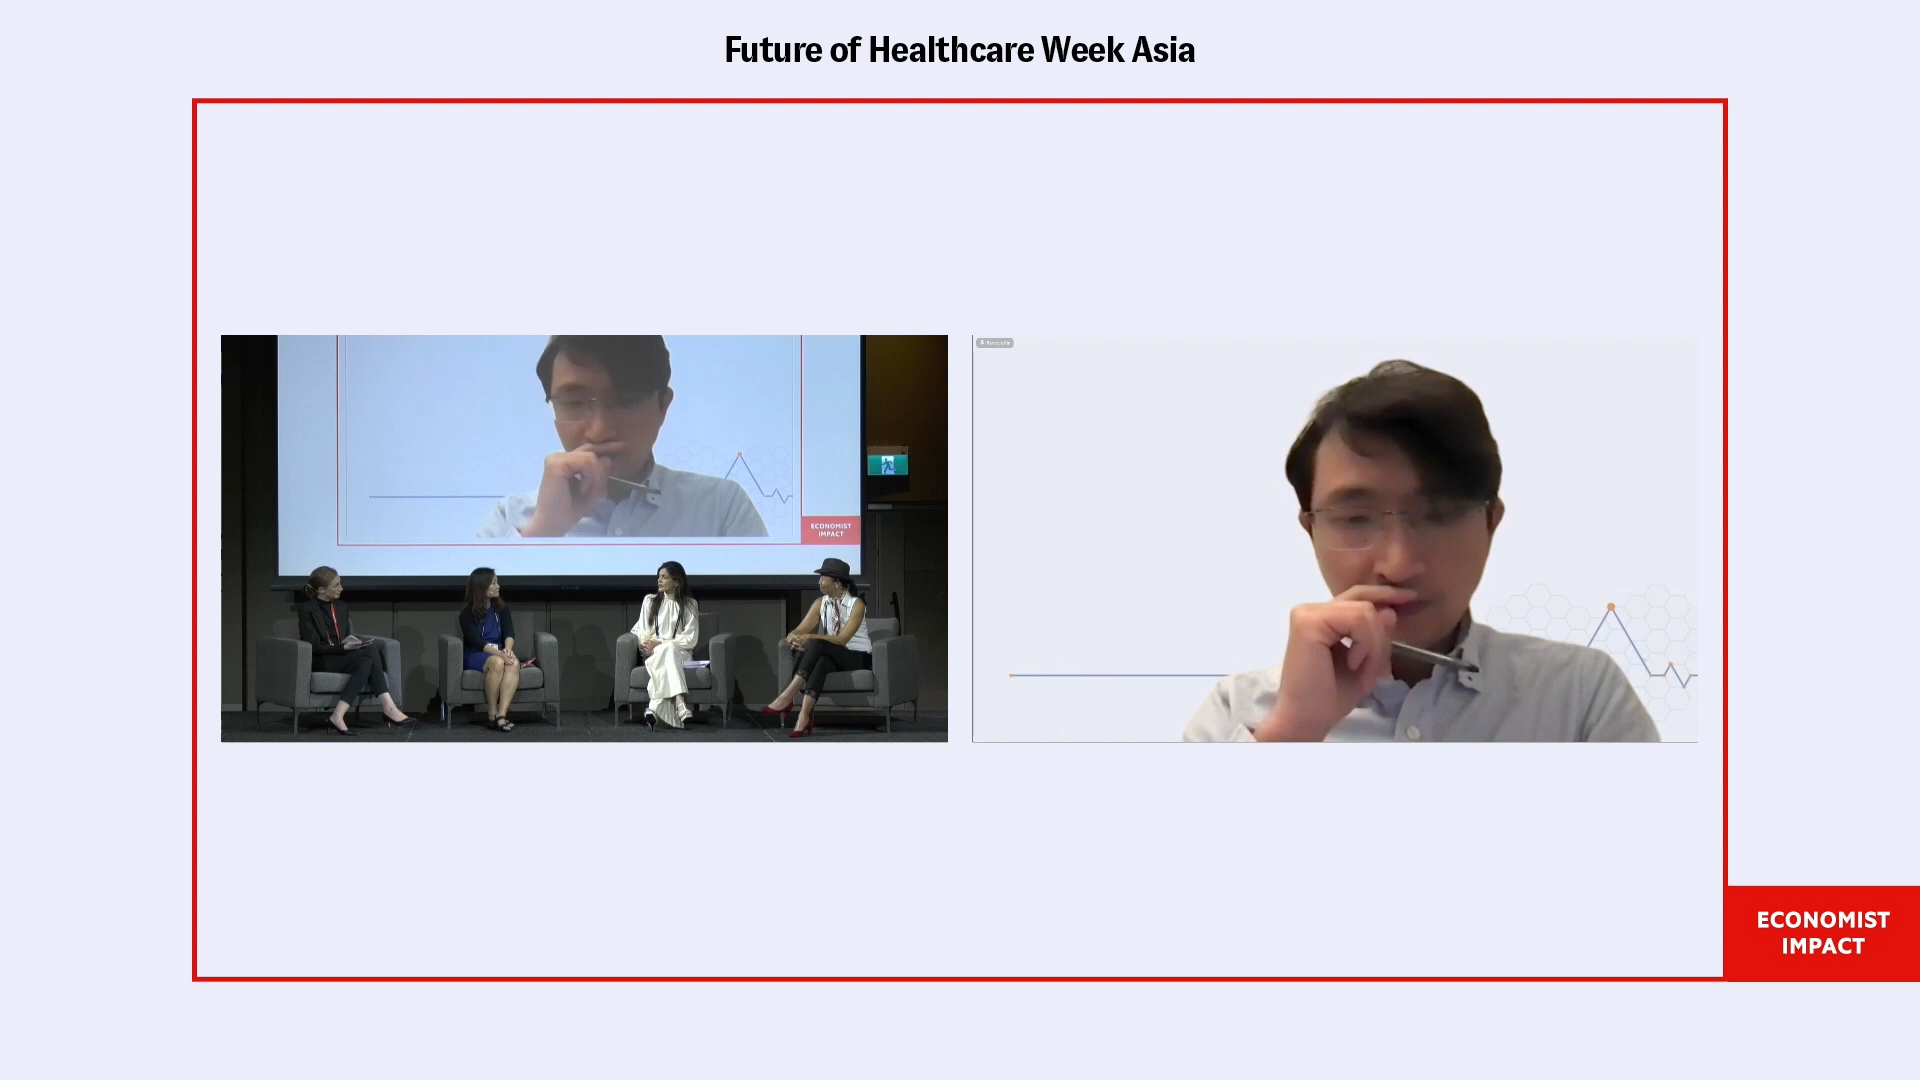 Future of Healthcare Week Asia
ECONOMIST
IMPACT
ECONOMIST
IMPACT